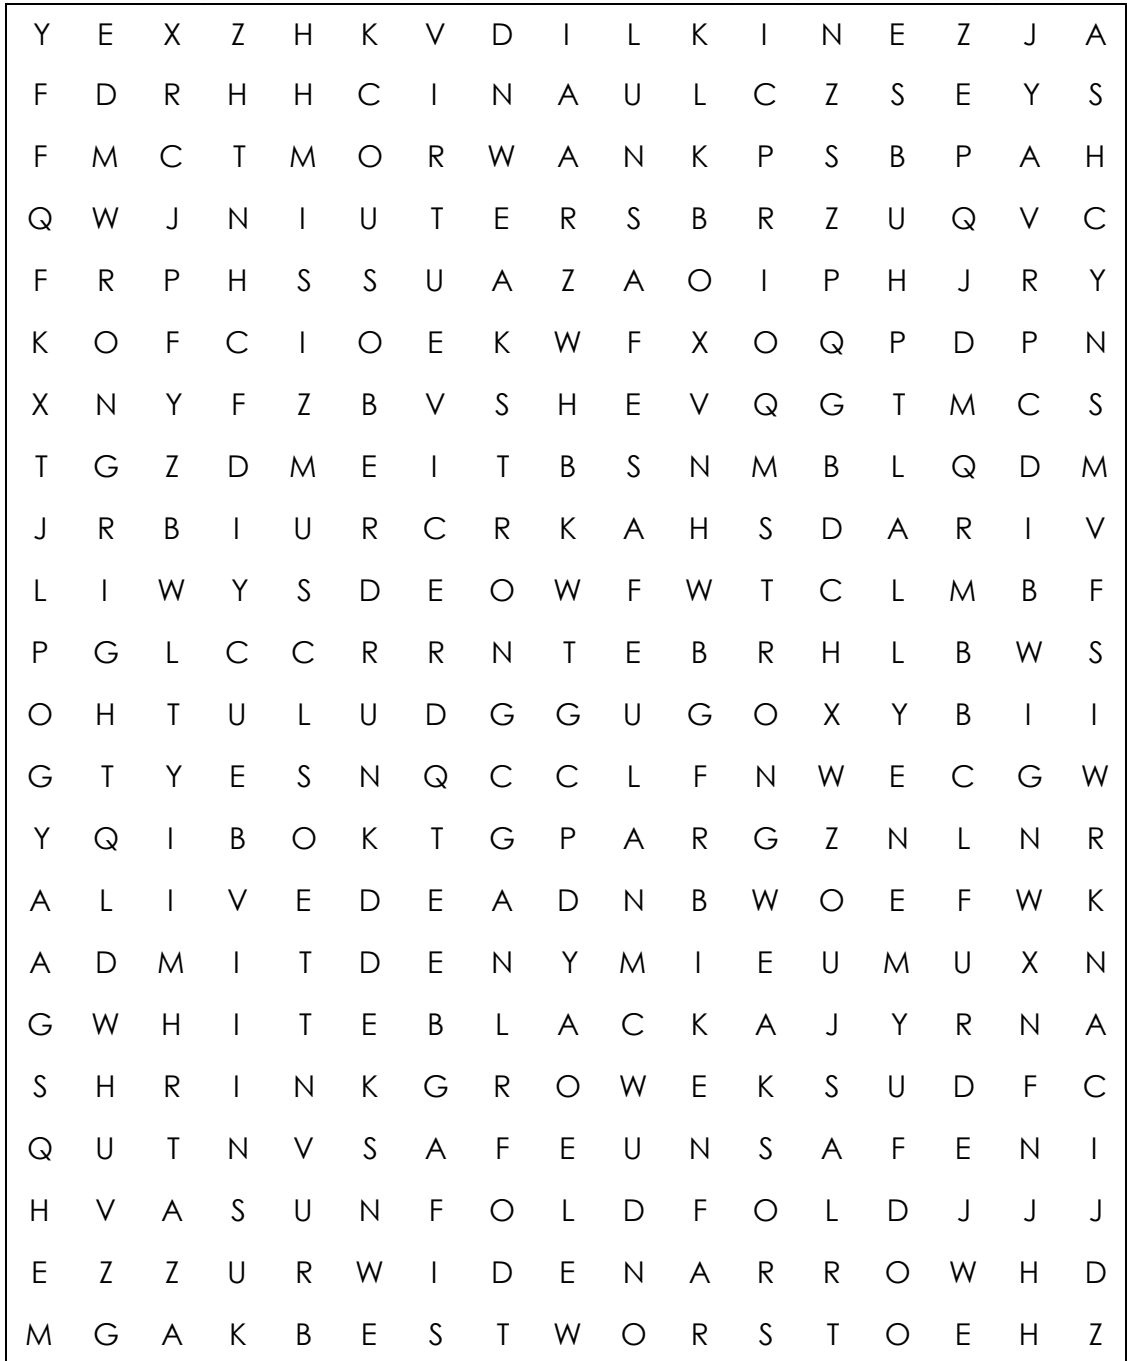 Y E X Z H K V D I L K I N E Z J A
F D R H H C I N A U L C Z S E Y S
F M C T M O R W A N K P S B P A H
Q W J N I U T E R S B R Z U Q V C
F R P H S S U A Z A O I P H J R Y
K O F C I O E K W F X O Q P D P N
X N Y F Z B V S H E V Q G T M C S
T G Z D M E I T B S N M B L Q D M
J R B I U R C R K A H S D A R I V
L I W Y S D E O W F W T C L M B F
P G L C C R R N T E B R H L B W S
O H T U L U D G G U G O X Y B I I
G T Y E S N Q C C L F N W E C G W
Y Q I B O K T G P A R G Z N L N R
A L I V E D E A D N B W O E F W K
A D M I T D E N Y M I E U M U X N
G W H I T E B L A C K A J Y R N A
S H R I N K G R O W E K S U D F C
Q U T N V S A F E U N S A F E N I
H V A S U N F O L D F O L D J J J
E Z Z U R W I D E N A R R O W H D
M G A K B E S T W O R S T O E H Z